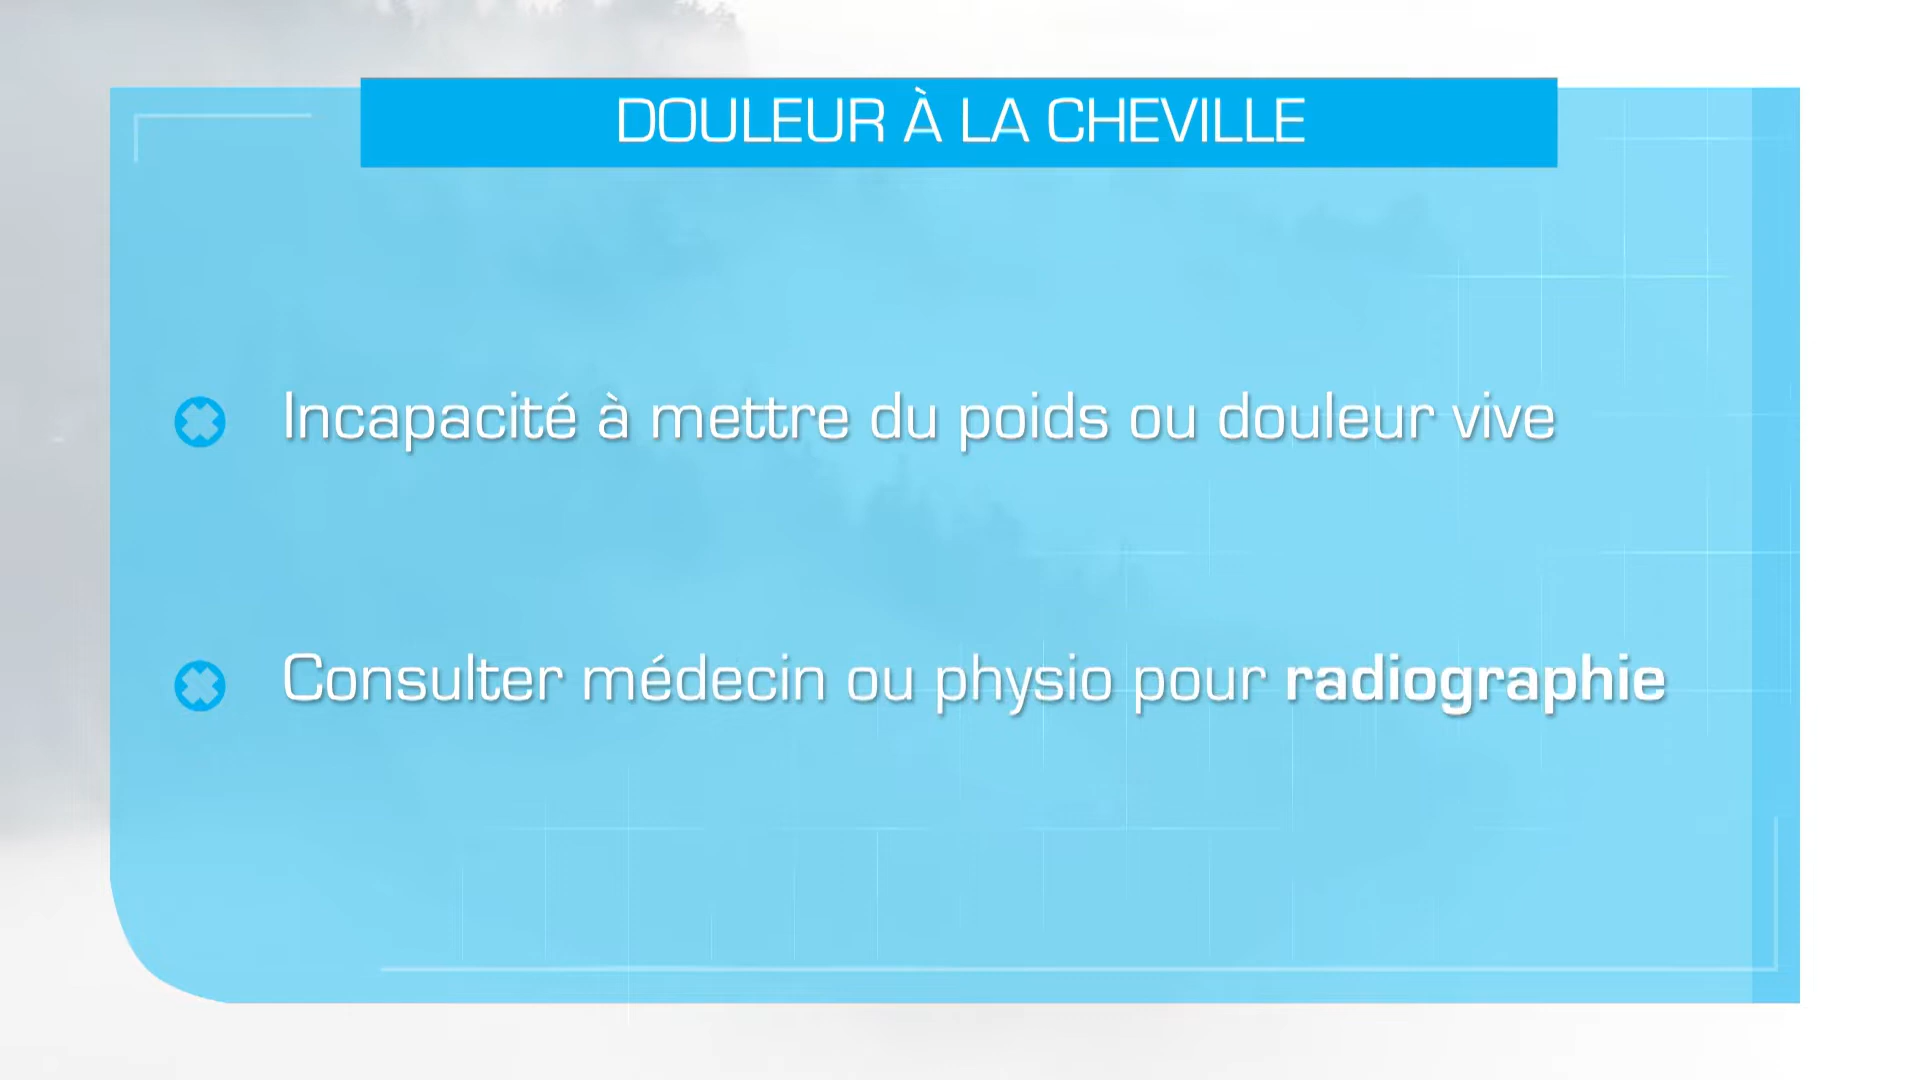 DOULEUR À LA CHEVILLE
Incapacité à mettre du poids ou douleur vive
Consulter médecin ou physio pour radiographie